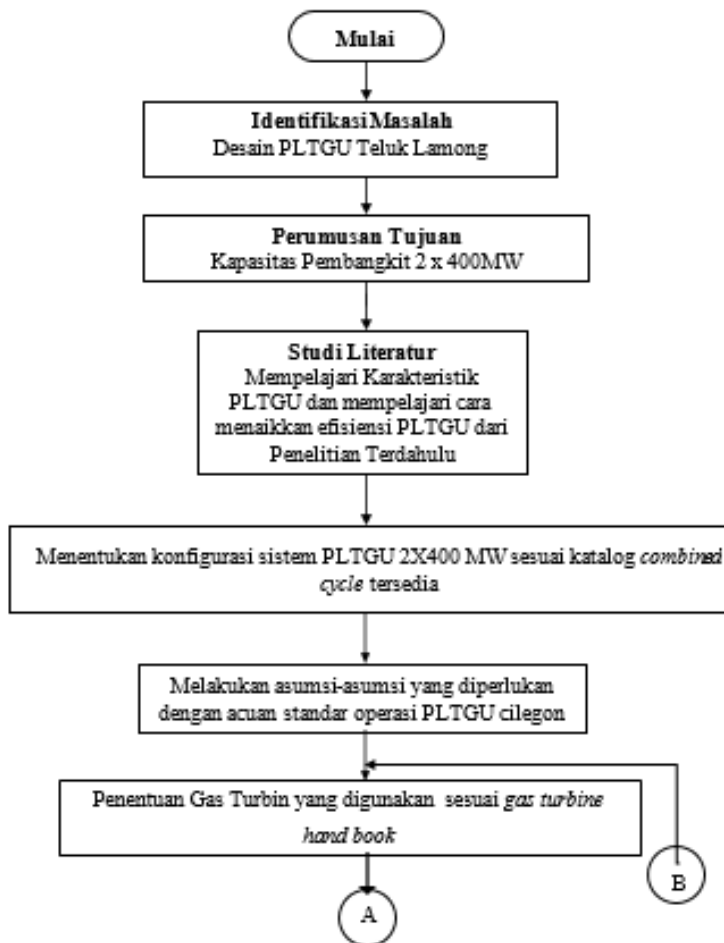 Mulai
Identifikasi Masalah
Desain PLTGU Teluk Lamong
Perumusan Tujuan
Kapasitas Pembangkit 2 x 400MW
Studi Literatur
Mempelajari Karakteristik
PLTGU dan mempelajari cara
menaikkan efisiensi PLTGU dari
Penelitian Terdahulu
Menentukan konfigurasi sistem PLTGU 2X400 MW sesuai katalog combined
cycle tersedia
Melakukan asumsi-asumsi yang diperlukan
dengan acuan standar operasi PLTGU cilegon
Penentuan Gas Turbin yang digunakan sesuai gas turbine
hand book
B
A